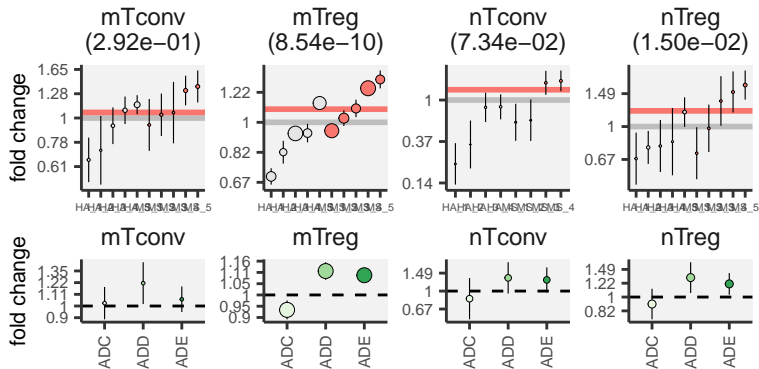 mTconv
(2.92e−01)
mTreg
(8.54e−10)
nTconv
(7.34e−02)
nTreg
(1.50e−02)
fold change
1.65
1.28
1
0.78
0.61
1.22
1
0.82
0.67
1
0.37
0.14
1.49
1
0.67
mTconv
mTreg
nTconv
nTreg
fold change
1.35
1.22
1.11
1
0.9
1.16
1.11
1.05
1
0.95
0.9
1.49
1
0.67
1.49
1.22
1
0.82
ADC
ADD
ADE
ADC
ADD
ADE
ADC
ADD
ADE
ADC
ADD
ADE